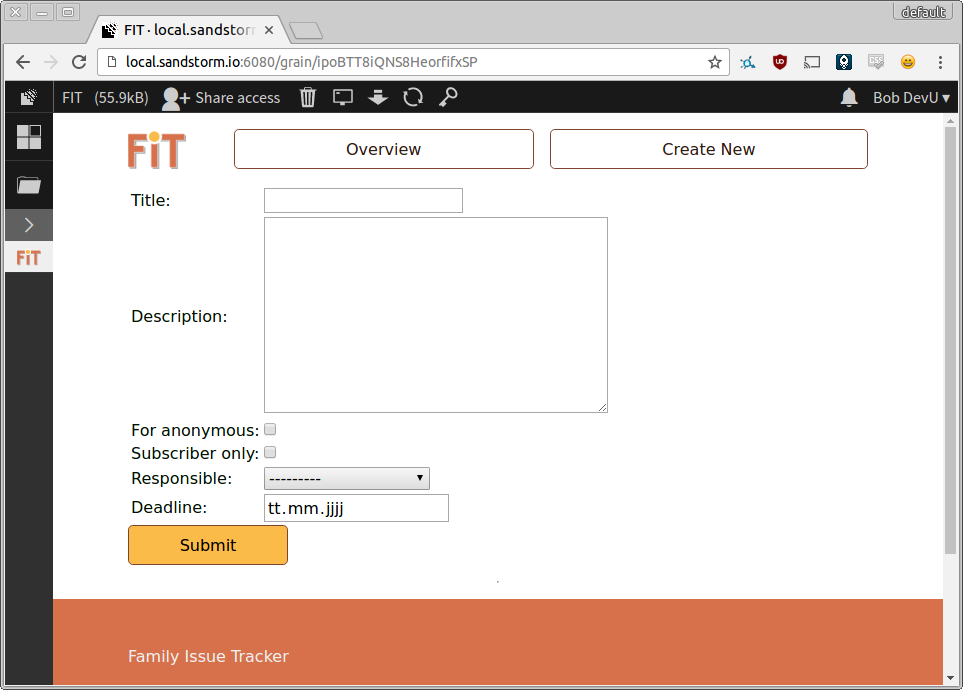 default
FIT · local.sandstor
local.sandstorm.io:6080/grain/ipoBTT8iQNS8HeorfifxSP
FIT (55.9kB) Share access Bob DevU ▾
FiT Overview Create New
Title:
FiT
Description:
For anonymous:
Subscriber only:
Responsible: ---------
Deadline: tt.mm.jjjj
Submit
Family Issue Tracker